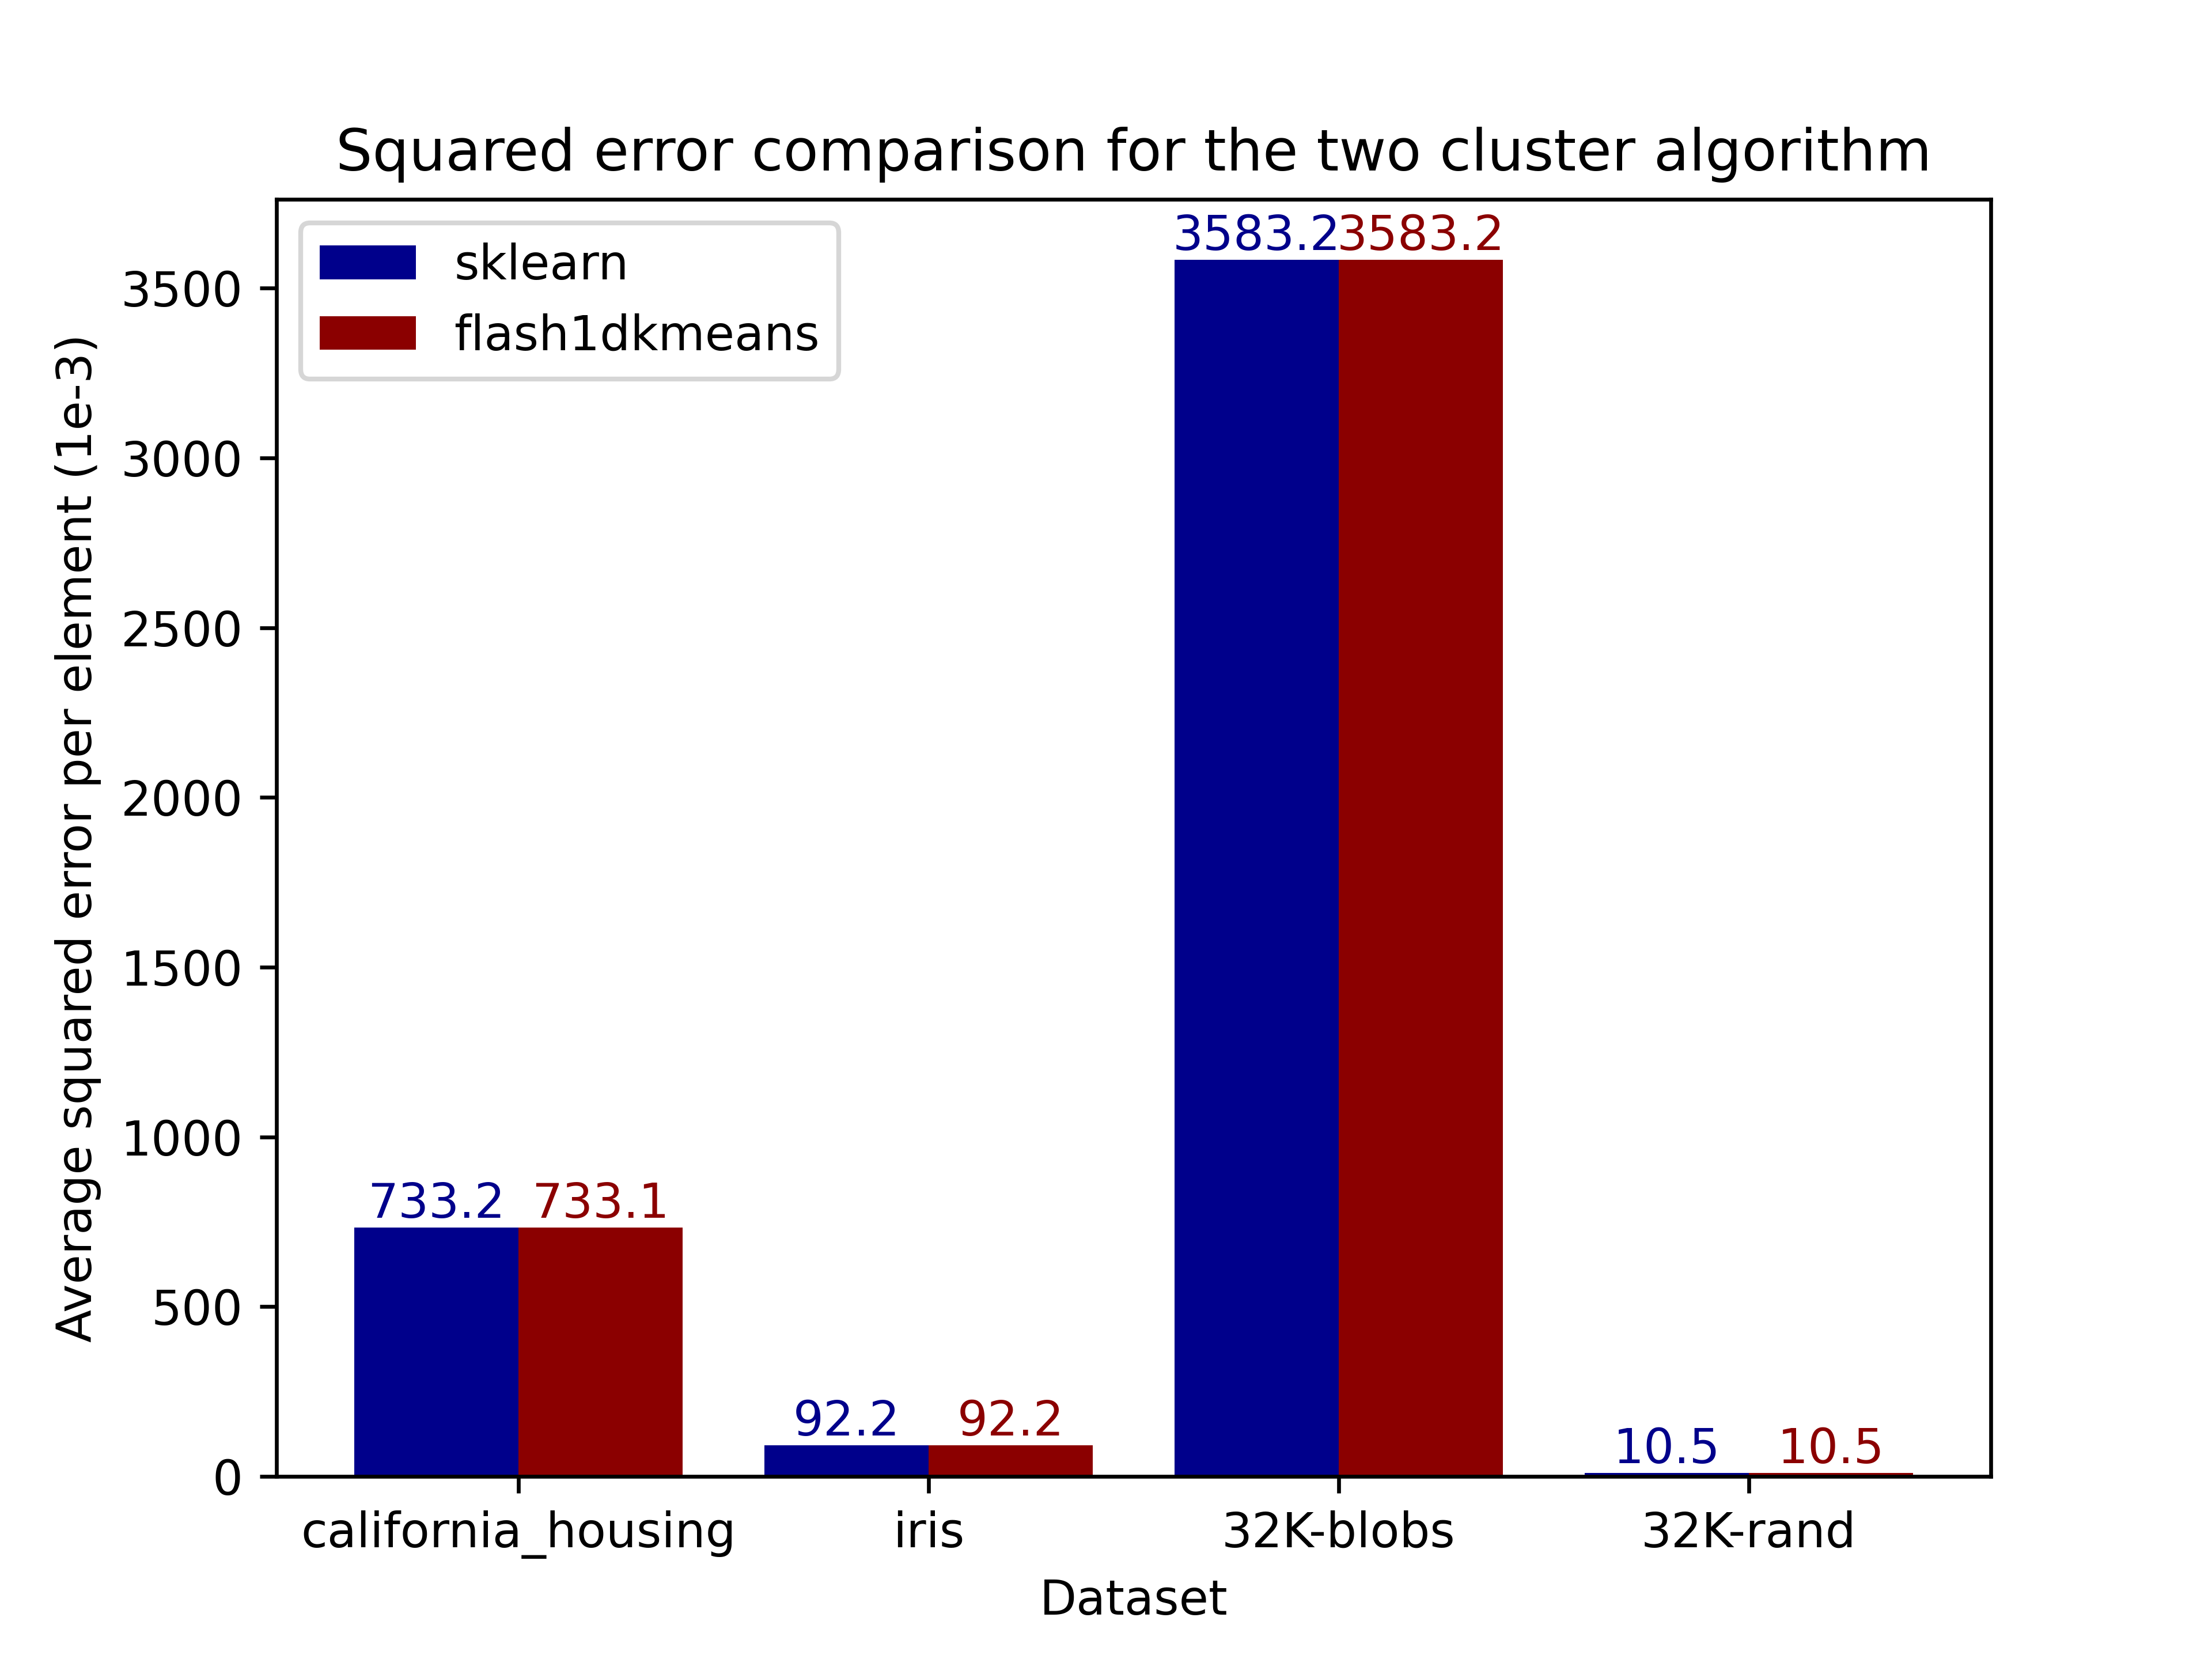 Squared error comparison for the two cluster algorithm
sklearn
flash1dkmeans
Average squared error per element (1e-3)
3500
3000
2500
2000
1500
1000
500
0
3583.2 3583.2
733.2 733.1
92.2 92.2
10.5 10.5
california_housing iris 32K-blobs 32K-rand
Dataset